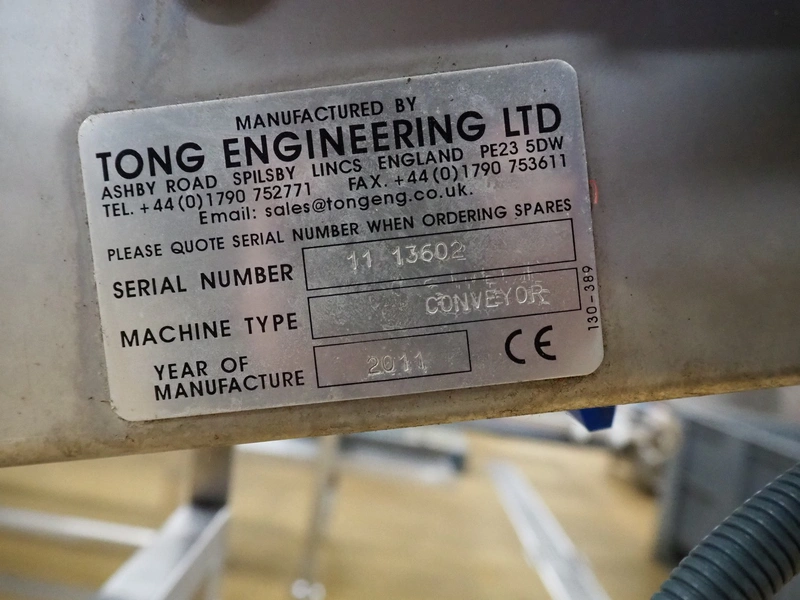 MANUFACTURED BY
TONG ENGINEERING LTD
ASHBY ROAD SPILSBY LINCS ENGLAND PE23 5DW
TEL. +44(0)1790 752771 FAX. +44(0)1790 753611
Email: sales@tongeng.co.uk.
PLEASE QUOTE SERIAL NUMBER WHEN ORDERING SPARES
SERIAL NUMBER 11 13602
MACHINE TYPE CONVEYOR
YEAR OF
MANUFACTURE 2011
CE
130-389